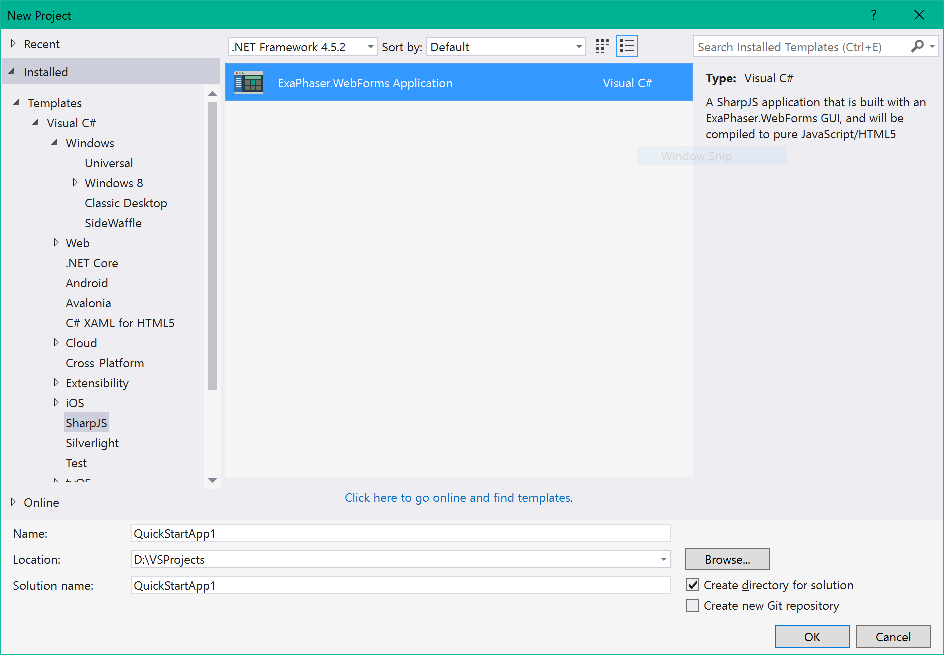 New Project
?
Recent
.NET Framework 4.5.2
Sort by:
Default
Search Installed Templates (Ctrl+E)
Installed
Templates
Visual C#
Windows
Universal
Windows 8
Classic Desktop
SideWaffle
Web
.NET Core
Android
Avalonia
C# XAML for HTML5
Cloud
Cross Platform
Extensibility
iOS
SharpJS
Silverlight
Test
tvOS
Online
ExaPhaser.WebForms Application
Visual C#
Type: Visual C#
A SharpJS application that is built with an
ExaPhaser.WebForms GUI, and will be
compiled to pure JavaScript/HTML5
Window Snip
Click here to go online and find templates.
Name:
QuickStartApp1
Location:
D:\VSProjects
Browse...
Solution name:
QuickStartApp1
Create directory for solution
Create new Git repository
OK
Cancel